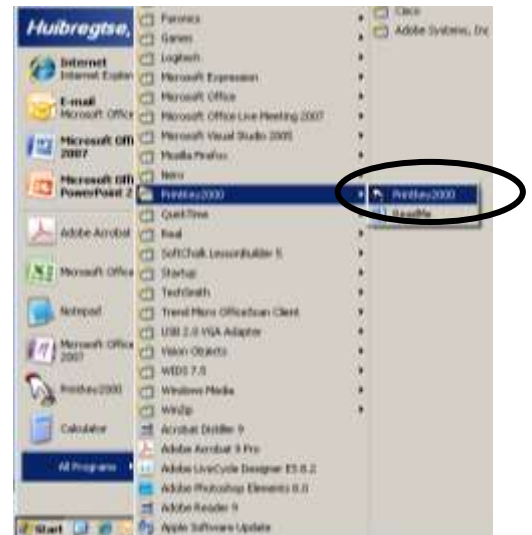 Huibregtse,
Internet
Internet Explor
E-mail
Microsoft Office
Microsoft Offi
2007
Microsoft Offi
PowerPoint 2
Adobe Acrobat
Microsoft Office
Notepad
Microsoft Office
2007
PrintKey2000
Calculator
All Programs
start
Faronics
Games
Logitech
Microsoft Expression
Microsoft Office
Microsoft Office Live Meeting 2007
Microsoft Visual Studio 2005
Mozilla Firefox
Nero
PrintKey2000
QuickTime
Real
SoftChalk LessonBuilder 5
Startup
TechSmith
Trend Micro OfficeScan Client
USB 2.0 VGA Adapter
Vision Objects
WIDS 7.0
Windows Media
WinZip
Acrobat Distiller 9
Adobe Acrobat 9 Pro
Adobe LiveCycle Designer ES 8.2
Adobe Photoshop Elements 8.0
Adobe Reader 9
Apple Software Update
Cisco
Adobe Systems, Inc
PrintKey2000
ReadMe